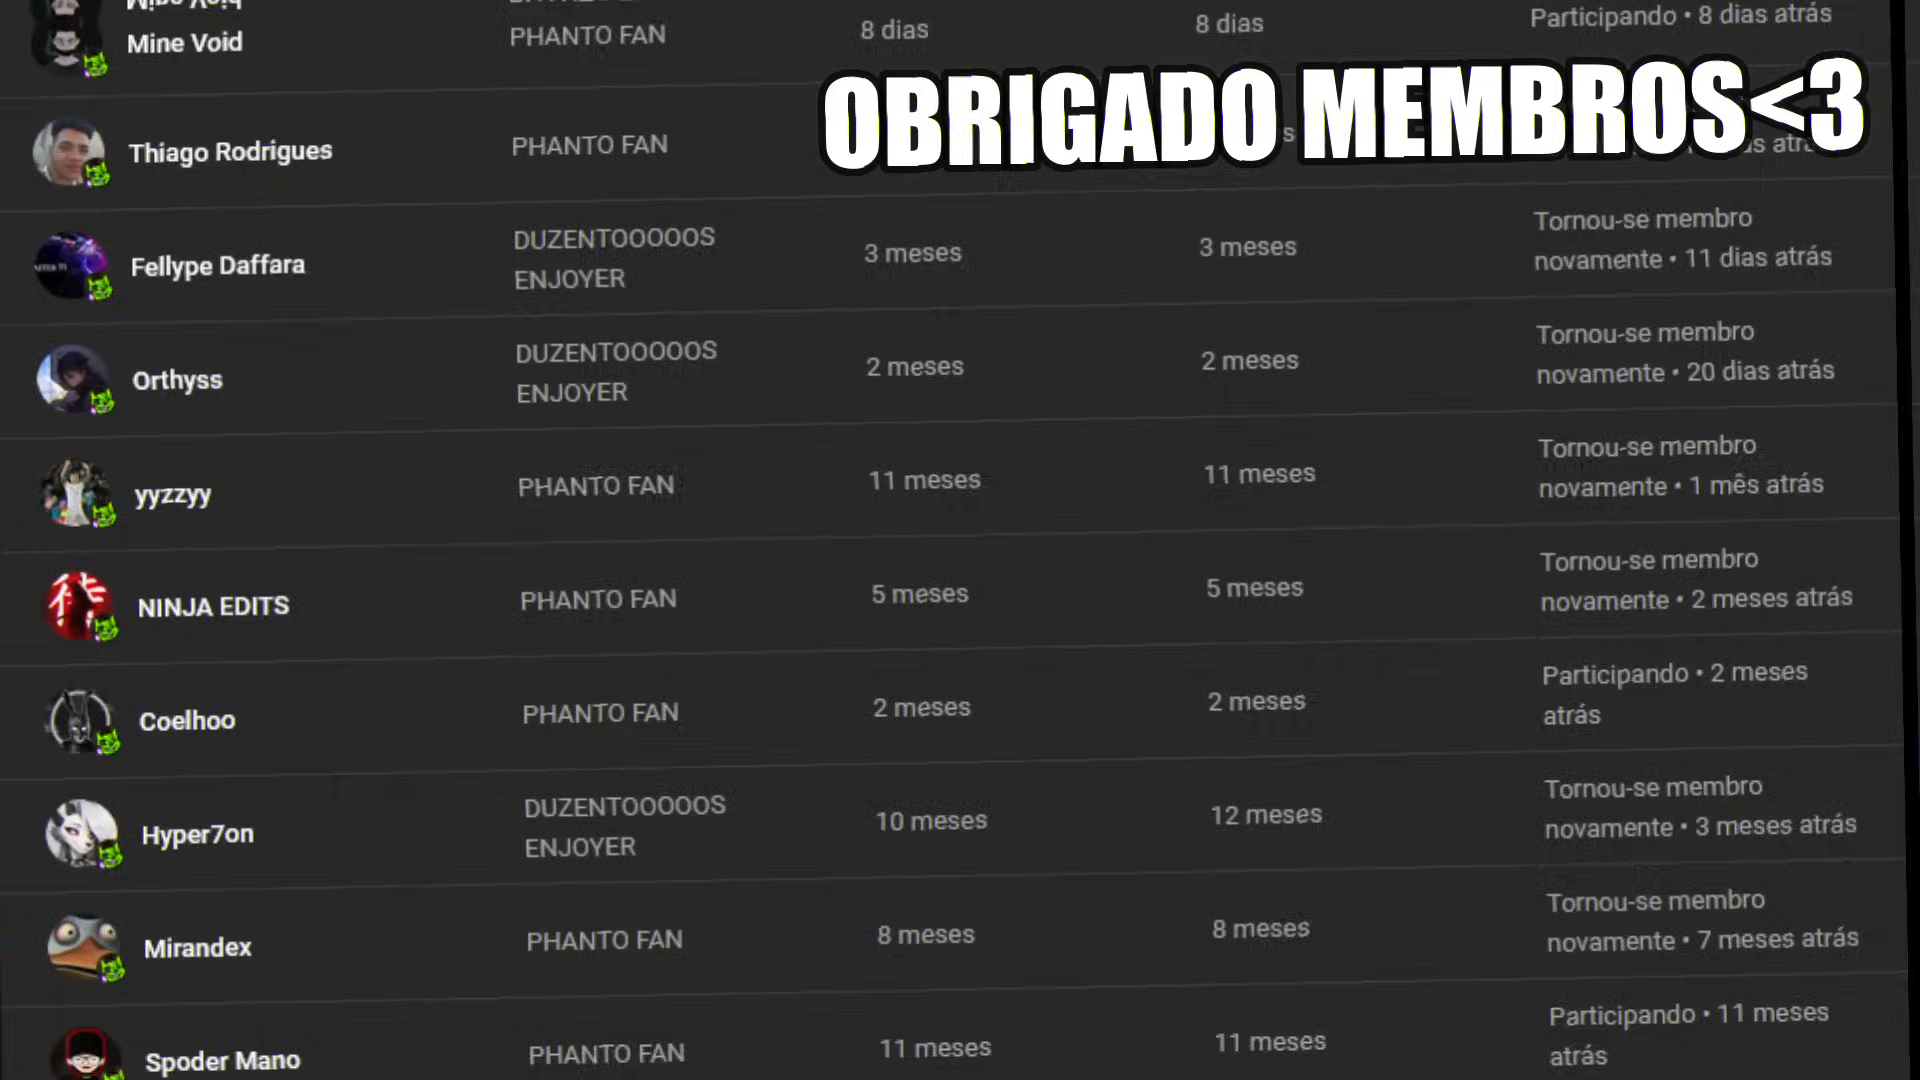 Mine Void PHANTO FAN 8 dias 8 dias Participando • 8 dias atrás
OBRIGADO MEMBROS<3
Thiago Rodrigues PHANTO FAN
Fellype Daffara DUZENTOOOOOS 3 meses 3 meses Tornou-se membro
ENJOYER novamente • 11 dias atrás
Orthyss DUZENTOOOOOS 2 meses 2 meses Tornou-se membro
ENJOYER novamente • 20 dias atrás
yyzzyy PHANTO FAN 11 meses 11 meses Tornou-se membro
novamente • 1 mês atrás
NINJA EDITS PHANTO FAN 5 meses 5 meses Tornou-se membro
novamente • 2 meses atrás
Coelhoo PHANTO FAN 2 meses 2 meses Participando • 2 meses
atrás
Hyper7on DUZENTOOOOOS 10 meses 12 meses Tornou-se membro
ENJOYER novamente • 3 meses atrás
Mirandex PHANTO FAN 8 meses 8 meses Tornou-se membro
novamente • 7 meses atrás
Spoder Mano PHANTO FAN 11 meses 11 meses Participando • 11 meses
atrás